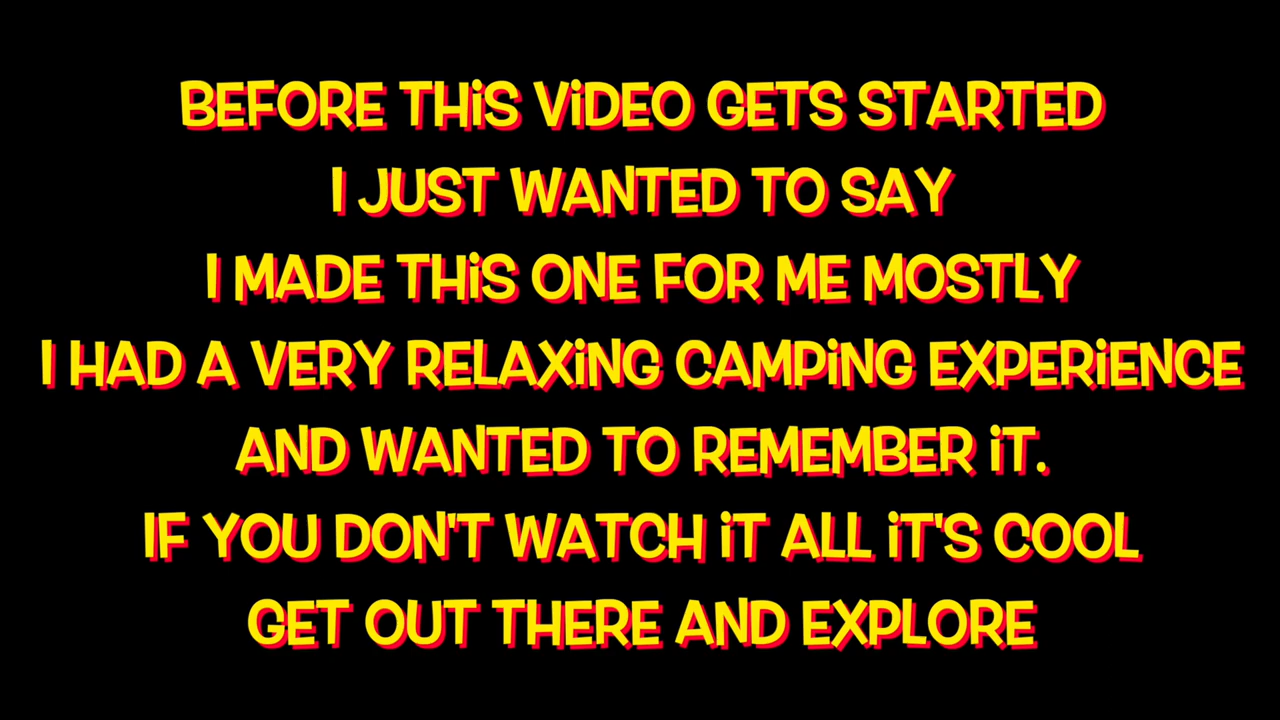 BEFORE THiS ViDEO GETS STARTED
I JUST WANTED TO SAY
I MADE THiS ONE FOR ME MOSTLY
I HAD A VERY RELAXiNG CAMPiNG EXPERiENCE
AND WANTED TO REMEMBER iT.
IF YOU DON'T WATCH iT ALL iT'S COOL
GET OUT THERE AND EXPLORE